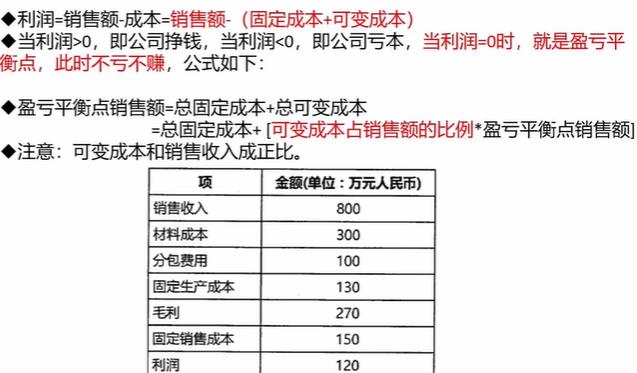 ◆利润=销售额-成本=销售额-（固定成本+可变成本）
◆当利润>0，即公司挣钱，当利润<0，即公司亏本，当利润=0时，就是盈亏平
衡点，此时不亏不赚，公式如下：
◆盈亏平衡点销售额=总固定成本+总可变成本
=总固定成本+ [可变成本占销售额的比例*盈亏平衡点销售额]
◆注意：可变成本和销售收入成正比。
项 金额(单位：万元人民币)
销售收入 800
材料成本 300
分包费用 100
固定生产成本 130
毛利 270
固定销售成本 150
利润 120